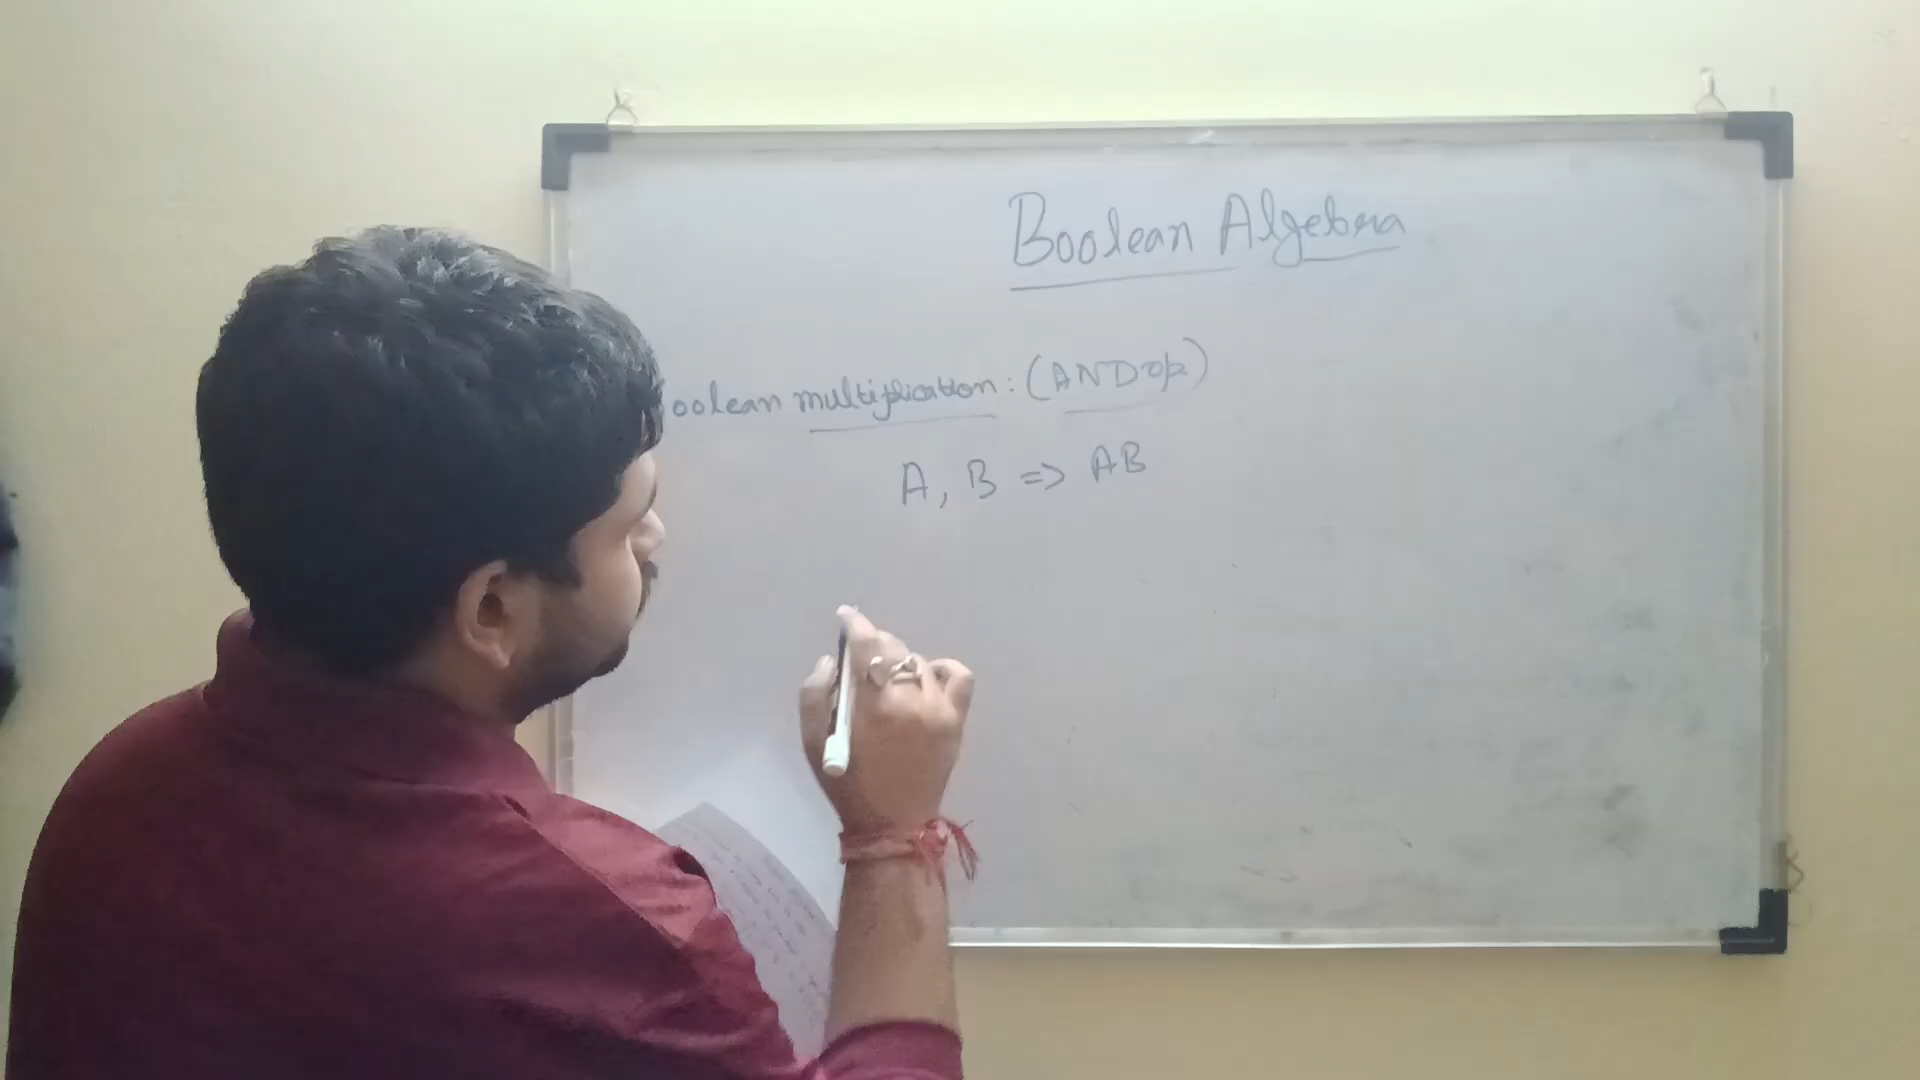 Boolean Algebra
oolean multiplication: (AND op)
A, B => AB